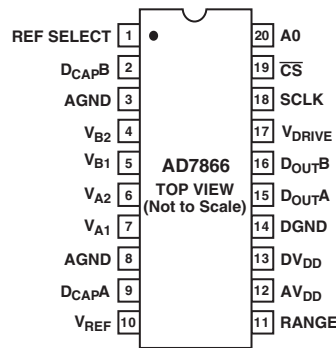 REF SELECT 1 20 A0
DCAPB 2 19 CS
AGND 3 18 SCLK
VB2 4 17 VDRIVE
VB1 5 16 DOUTB
VA2 6 15 DOUTA
VA1 7 14 DGND
AGND 8 13 DVDD
DCAPA 9 12 AVDD
VREF 10 11 RANGE
AD7866
TOP VIEW
(Not to Scale)